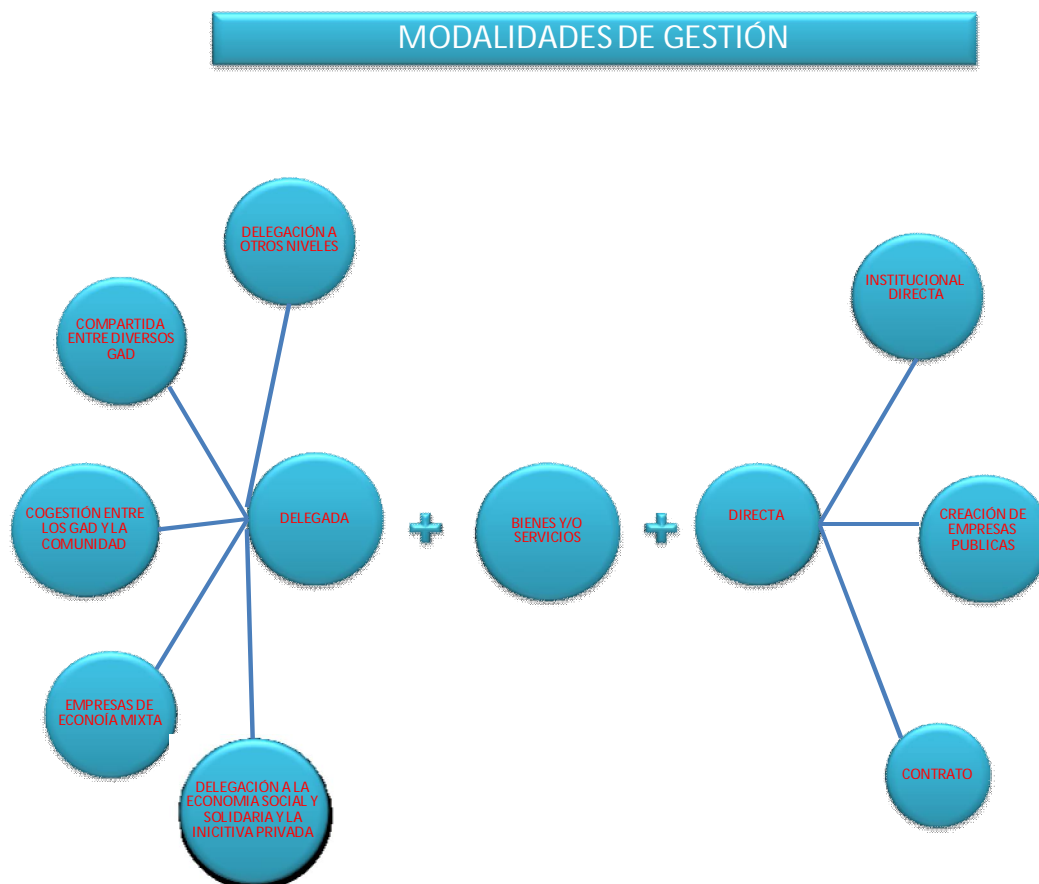 MODALIDADES DE GESTIÓN
DELEGACIÓN A
OTROS NIVELES
COMPARTIDA
ENTRE DIVERSOS
GAD
COGESTIÓN ENTRE
LOS GAD Y LA
COMUNIDAD
EMPRESAS DE
ECONOÍA MIXTA
DELEGACIÓN A LA
ECONOMIA SOCIAL Y
SOLIDARIA Y LA
INICITIVA PRIVADA
DELEGADA
BIENES Y/O
SERVICIOS
DIRECTA
INSTITUCIONAL
DIRECTA
CREACIÓN DE
EMPRESAS
PUBLICAS
CONTRATO